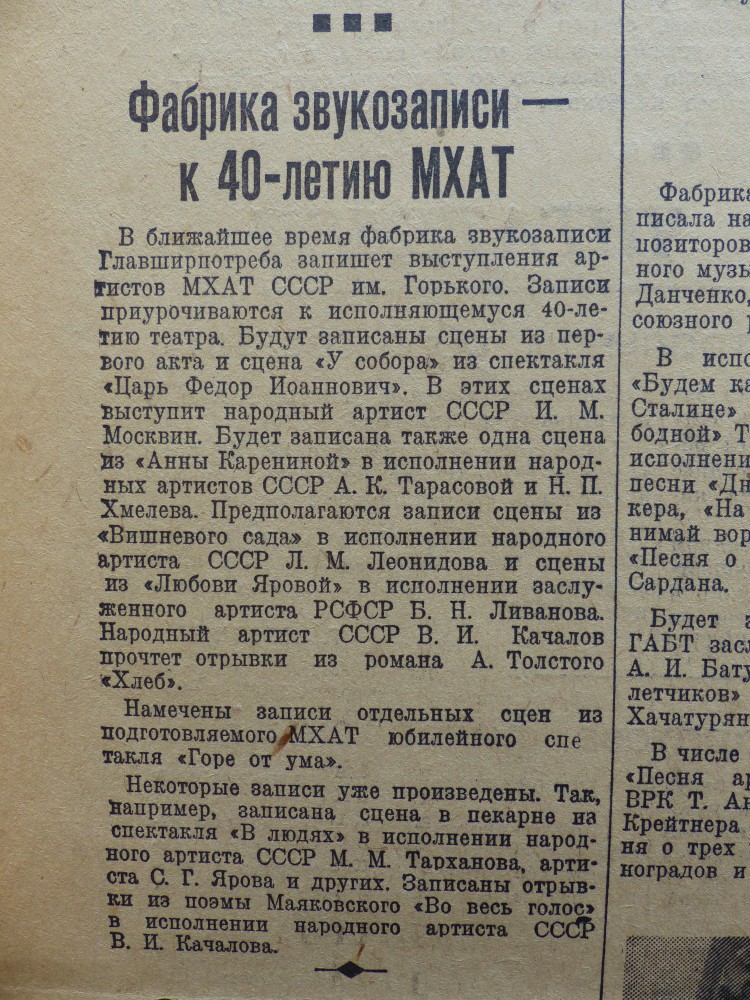 Фабрика звукозаписи —
к 40-летию МХАТ
В ближайшее время фабрика звукозаписи
Главширпотреба запишет выступления ар-
тистов МХАТ СССР им. Горького. Записи
приурочиваются к исполняющемуся 40-ле-
тию театра. Будут записаны сцены из пер-
вого акта и сцена «У собора» из спектакля
«Царь Федор Иоаннович». В этих сценах
выступит народный артист СССР И. М.
Москвин. Будет записана также одна сцена
из «Анны Карениной» в исполнении народ-
ных артистов СССР А. К. Тарасовой и Н. П.
Хмелева. Предполагаются записи сцены из
«Вишневого сада» в исполнении народного
артиста СССР Л. М. Леонидова и сцены
из «Любови Яровой» в исполнении заслу-
женного артиста РСФСР Б. Н. Ливанова.
Народный артист СССР В. И. Качалов
прочтет отрывки из романа А. Толстого
«Хлеб».
Намечены записи отдельных сцен из
подготовляемого МХАТ юбилейного спе
такля «Горе от ума».
Некоторые записи уже произведены. Так,
например, записана сцена в пекарне из
спектакля «В людях» в исполнении народ-
ного артиста СССР М. М. Тарханова, арти-
ста С. Г. Ярова и других. Записаны отрыв-
ки из поэмы Маяковского «Во весь голос»
в исполнении народного артиста СССР
В. И. Качалова.
Фабрика
писала на
позиторов
ного музы
Данченко,
союзного
В испо
«Будем ка
Сталине»
бодной» Т
исполнени
песни «Дн
кера, «На
нимай вор
«Песня о
Сардана.
Будет з
ГАБТ засл
А. И. Бату
летчиков»
Хачатурян
В числе
«Песня ар
ВРК Т. Ан
Крейтнера
ня о трех
ноградов и